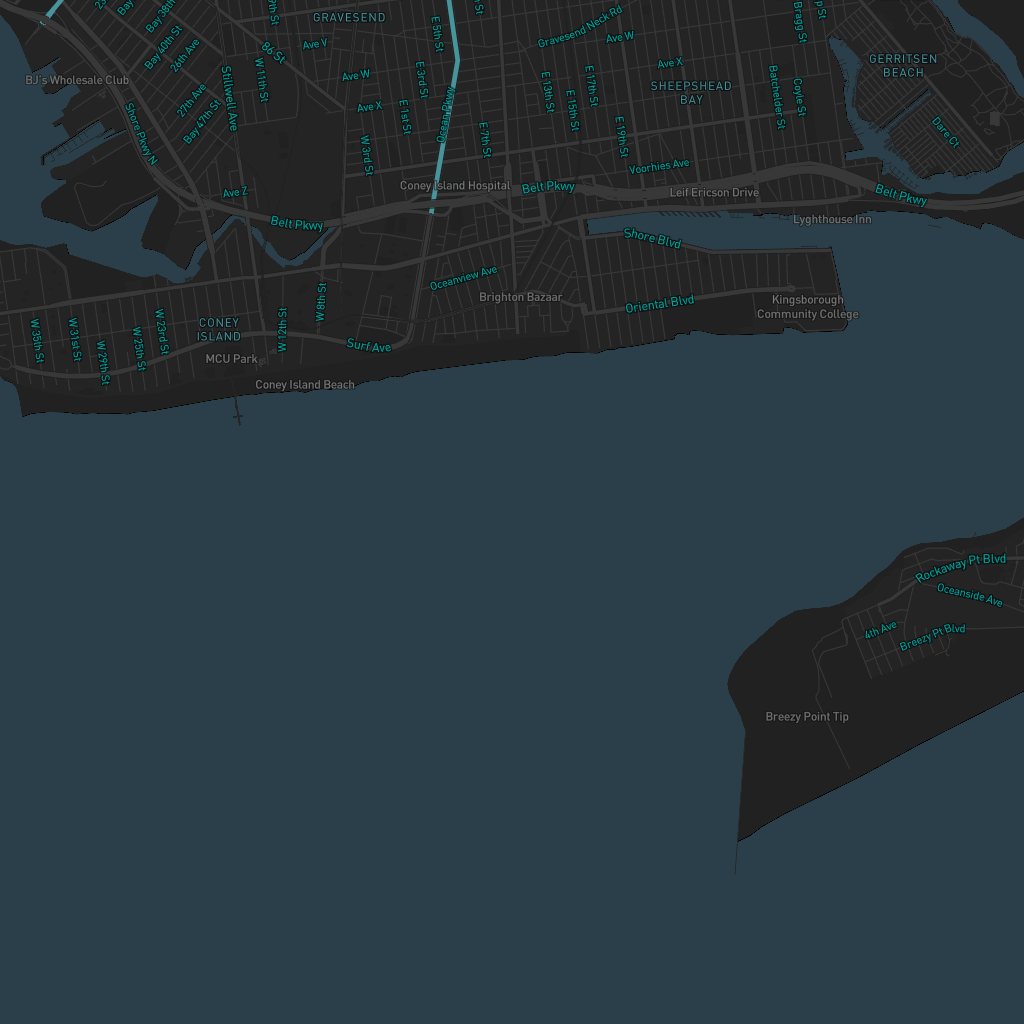 GRAVESEND
Bay 38th
Bay 40th St
26th Ave
86 St
Ave V
E 5th St
Gravesend Neck Rd
Ave W
Bragg St
GERRITSEN
BEACH
BJ's Wholesale Club
Stillwell Ave
W 11th St
Ave W
E 3rd St
E 13th St
E 17th St
Ave X
SHEEPSHEAD
BAY
Batchelder St
Coyle St
27th Ave
Bay 47th St
Ave X
E 1st St
Ocean Pkwy
E 15th St
Shore Pkwy N
W 3rd St
E 7th St
E 19th St
Dare Ct
Voorhies Ave
Ave Z
Coney Island Hospital
Belt Pkwy
Leif Ericson Drive
Belt Pkwy
Belt Pkwy
Lyghthouse Inn
Shore Blvd
Oceanview Ave
Brighton Bazaar
Oriental Blvd
Kingsborough
Community College
W 8th St
W 12th St
CONEY
ISLAND
W 23rd St
W 35th St
W 31st St
W 25th St
W 29th St
Surf Ave
MCU Park
Coney Island Beach
Rockaway Pt Blvd
Oceanside Ave
4th Ave
Breezy Pt Blvd
Breezy Point Tip